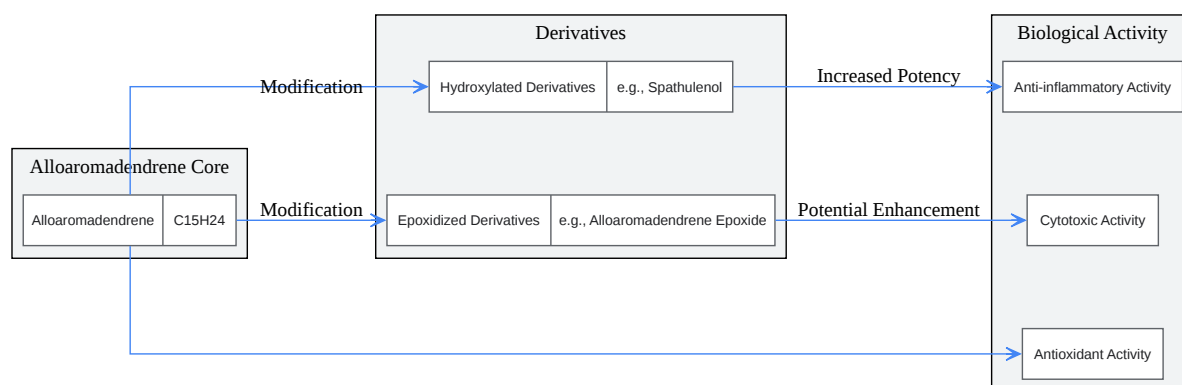 Derivatives
Biological Activity
Modification
Hydroxylated Derivatives
e.g., Spathulenol
Increased Potency
Anti-inflammatory Activity
Alloaromadendrene Core
Alloaromadendrene
C15H24
Modification
Epoxidized Derivatives
e.g., Alloaromadendrene Epoxide
Potential Enhancement
Cytotoxic Activity
Antioxidant Activity